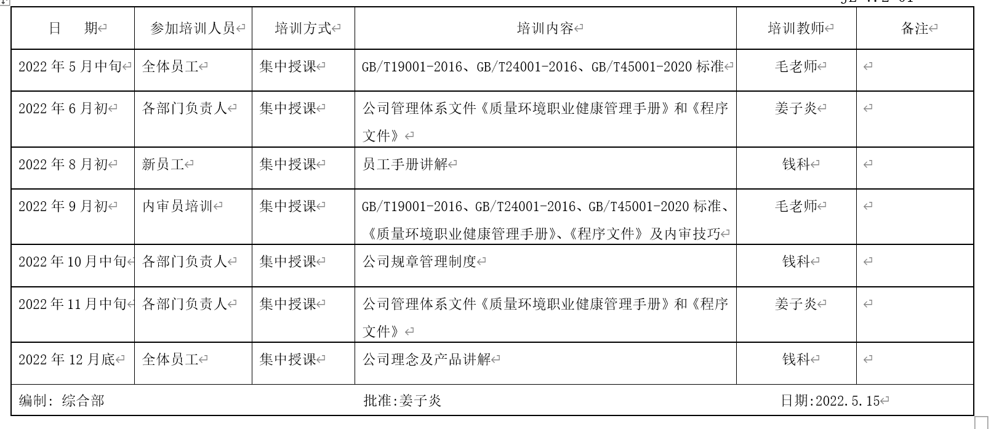 日 期 参加培训人员 培训方式 培训内容 培训教师 备注
2022 年 5 月中旬 全体员工 集中授课 GB/T19001-2016、GB/T24001-2016、GB/T45001-2020 标准 毛老师
2022 年 6 月初 各部门负责人 集中授课 公司管理体系文件《质量环境职业健康管理手册》和《程序 姜子炎
文件》
2022 年 8 月初 新员工 集中授课 员工手册讲解 钱科
2022 年 9 月初 内审员培训 集中授课 GB/T19001-2016、GB/T24001-2016、GB/T45001-2020 标准、 毛老师
《质量环境职业健康管理手册》、《程序文件》及内审技巧
2022 年 10 月中旬 各部门负责人 集中授课 公司规章管理制度 钱科
2022 年 11 月中旬 各部门负责人 集中授课 公司管理体系文件《质量环境职业健康管理手册》和《程序 姜子炎
文件》
2022 年 12 月底 全体员工 集中授课 公司理念及产品讲解 钱科
编制: 综合部 批准:姜子炎 日期:2022.5.15